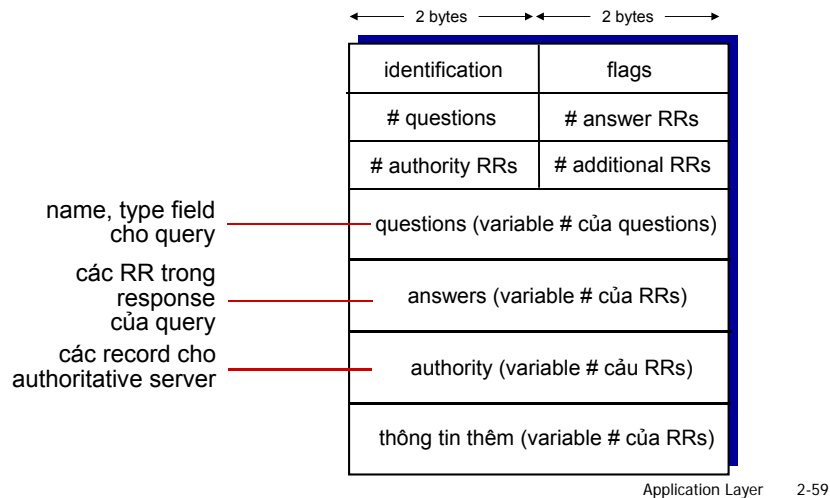 2 bytes 2 bytes
identification flags
# questions # answer RRs
# authority RRs # additional RRs
name, type field
cho query
questions (variable # của questions)
các RR trong
response
của query
answers (variable # của RRs)
các record cho
authoritative server
authority (variable # cảu RRs)
thông tin thêm (variable # của RRs)
Application Layer 2-59